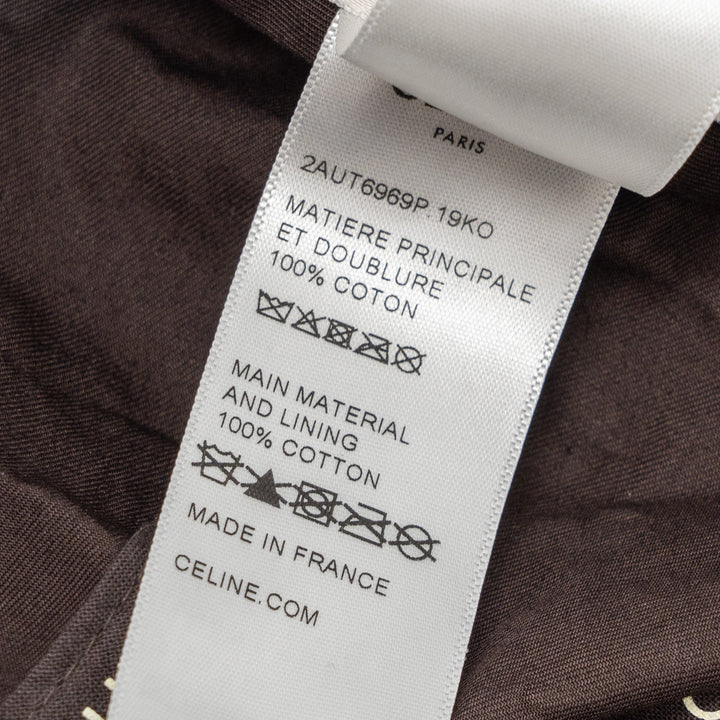 PARIS
2AUT6969P.19KO
MATIERE PRINCIPALE
ET DOUBLURE
100% COTON
MAIN MATERIAL
AND LINING
100% COTTON
MADE IN FRANCE
CELINE.COM